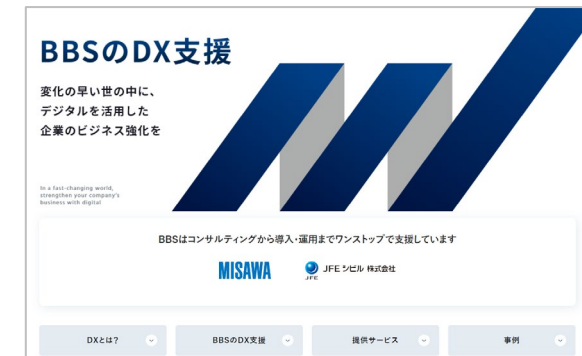 BBSのDX支援
変化の早い世の中に、
デジタルを活用した
企業のビジネス強化を
In a fast-changing world,
strengthen your company's
business with digital
BBSはコンサルティングから導入・運用までワンストップで支援しています
MISAWA
JFE
JFE シビル 株式会社
DXとは？
BBSのDX支援
提供サービス
事例